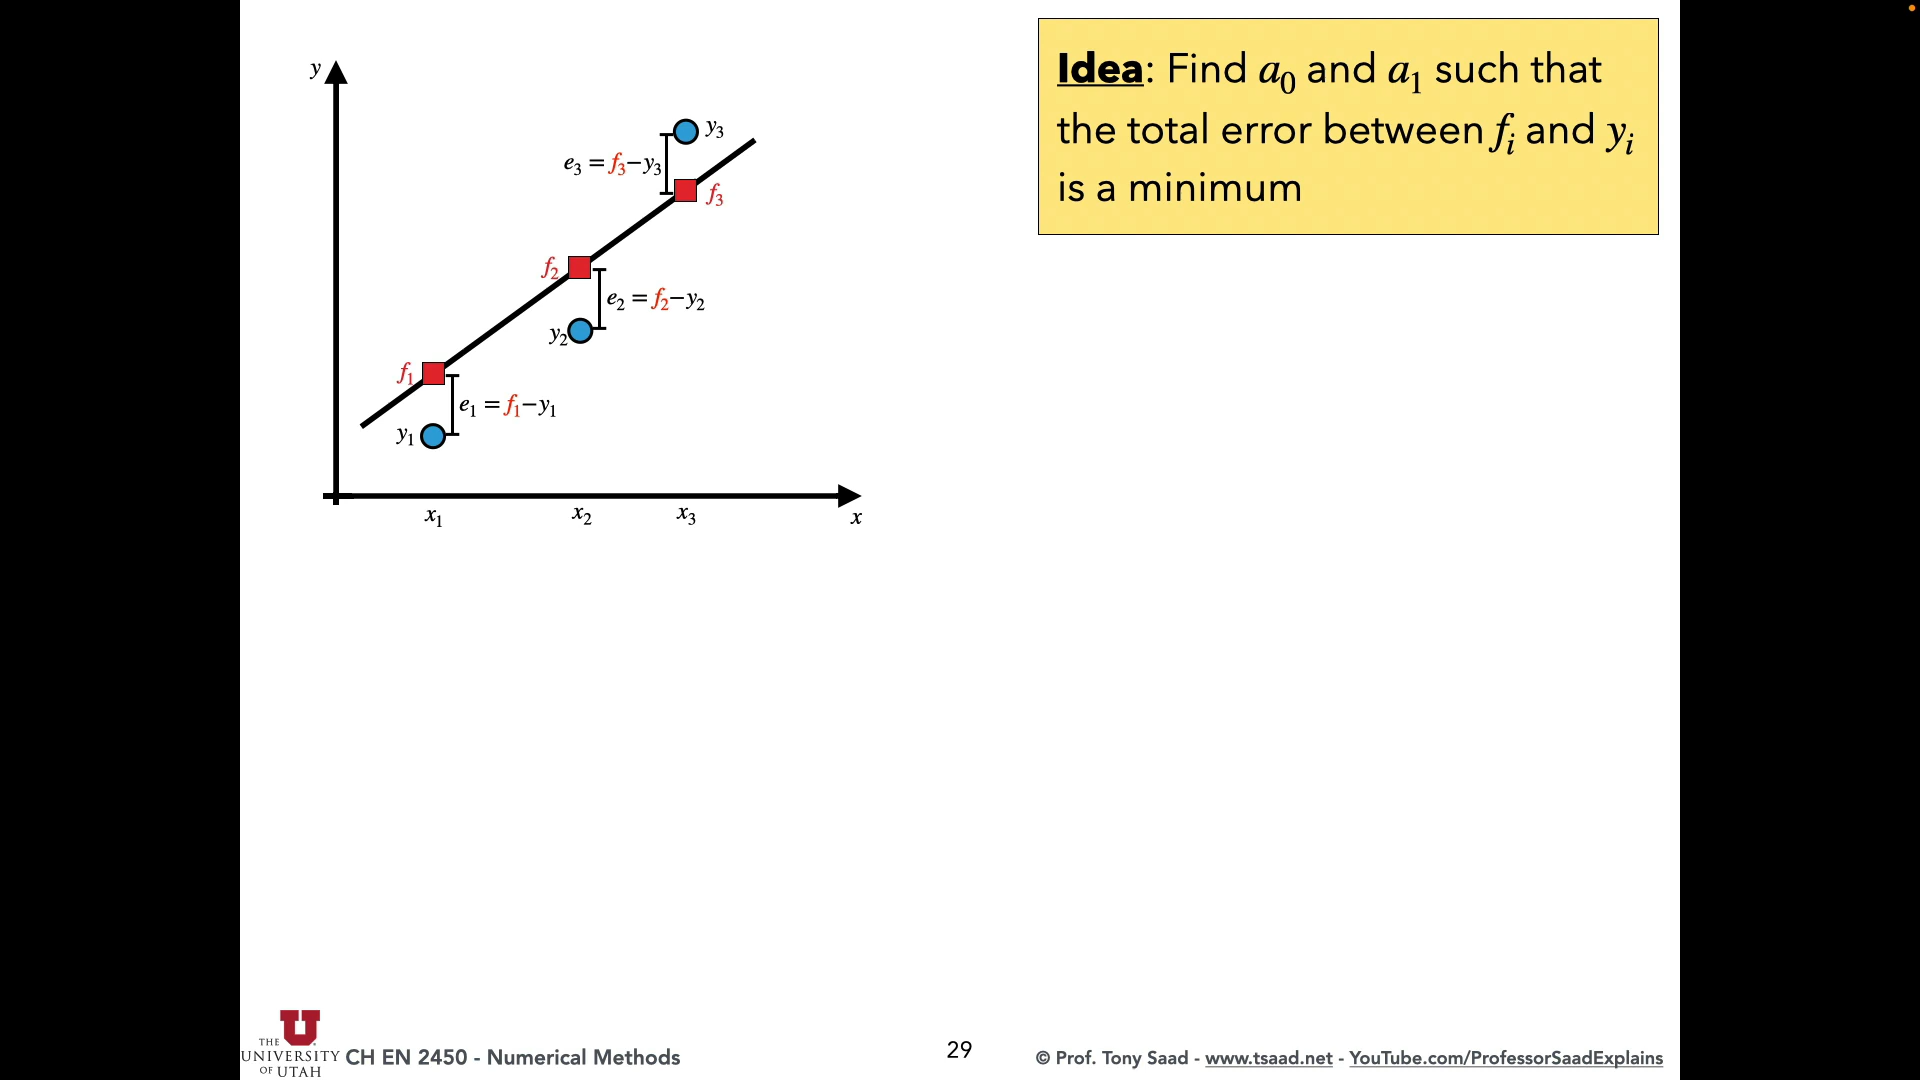 y
y₃
e₃ = f₃−y₃
f₃
f₂
e₂ = f₂−y₂
y₂
f₁
e₁ = f₁−y₁
y₁
x₁ x₂ x₃ x
Idea: Find a₀ and a₁ such that
the total error between fᵢ and yᵢ
is a minimum
THE
UNIVERSITY
OF UTAH
CH EN 2450 - Numerical Methods
29
© Prof. Tony Saad - www.tsaad.net - YouTube.com/ProfessorSaadExplains